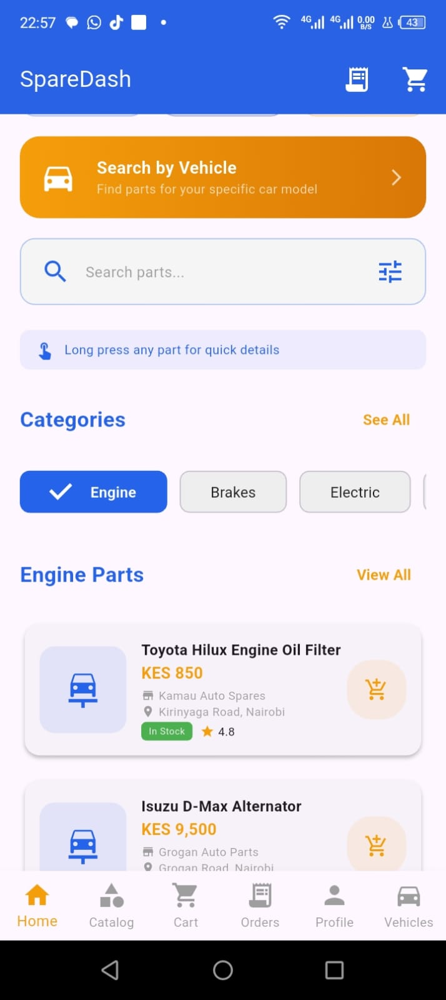 22:57 4G 4G 0.00 B/S 43
SpareDash
Search by Vehicle
Find parts for your specific car model
Search parts...
Long press any part for quick details
Categories See All
Engine Brakes Electric
Engine Parts View All
Toyota Hilux Engine Oil Filter
KES 850
Kamau Auto Spares
Kirinyaga Road, Nairobi
In Stock 4.8
Isuzu D-Max Alternator
KES 9,500
Grogan Auto Parts
Grogan Road, Nairobi
Home Catalog Cart Orders Profile Vehicles